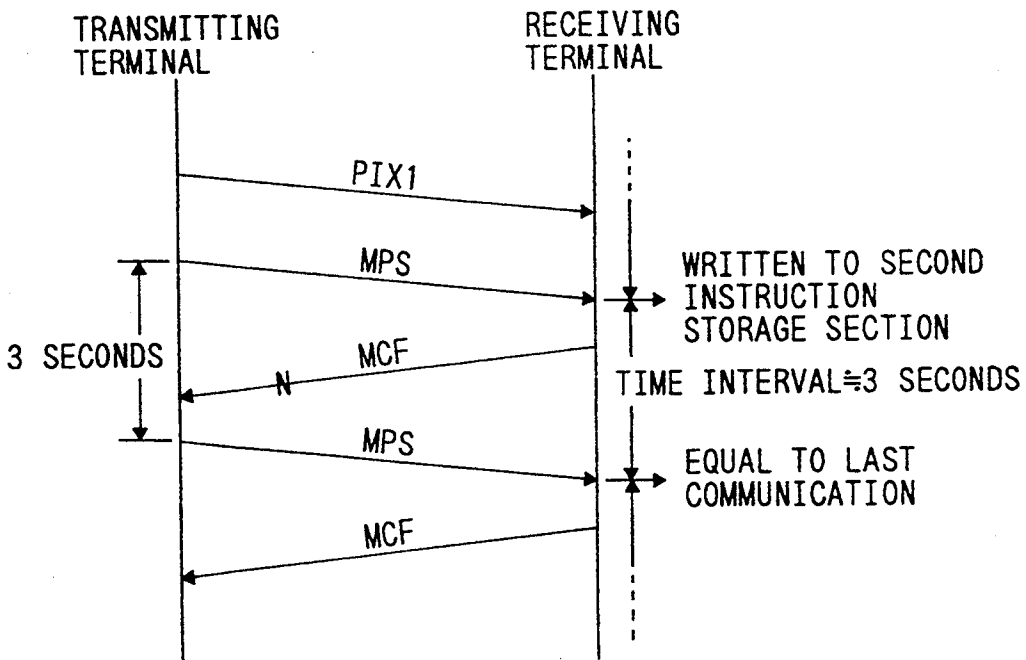 TRANSMITTING
TERMINAL
RECEIVING
TERMINAL
PIX1
MPS
WRITTEN TO SECOND
INSTRUCTION
STORAGE SECTION
3 SECONDS
MCF
N
TIME INTERVAL≒3 SECONDS
MPS
EQUAL TO LAST
COMMUNICATION
MCF